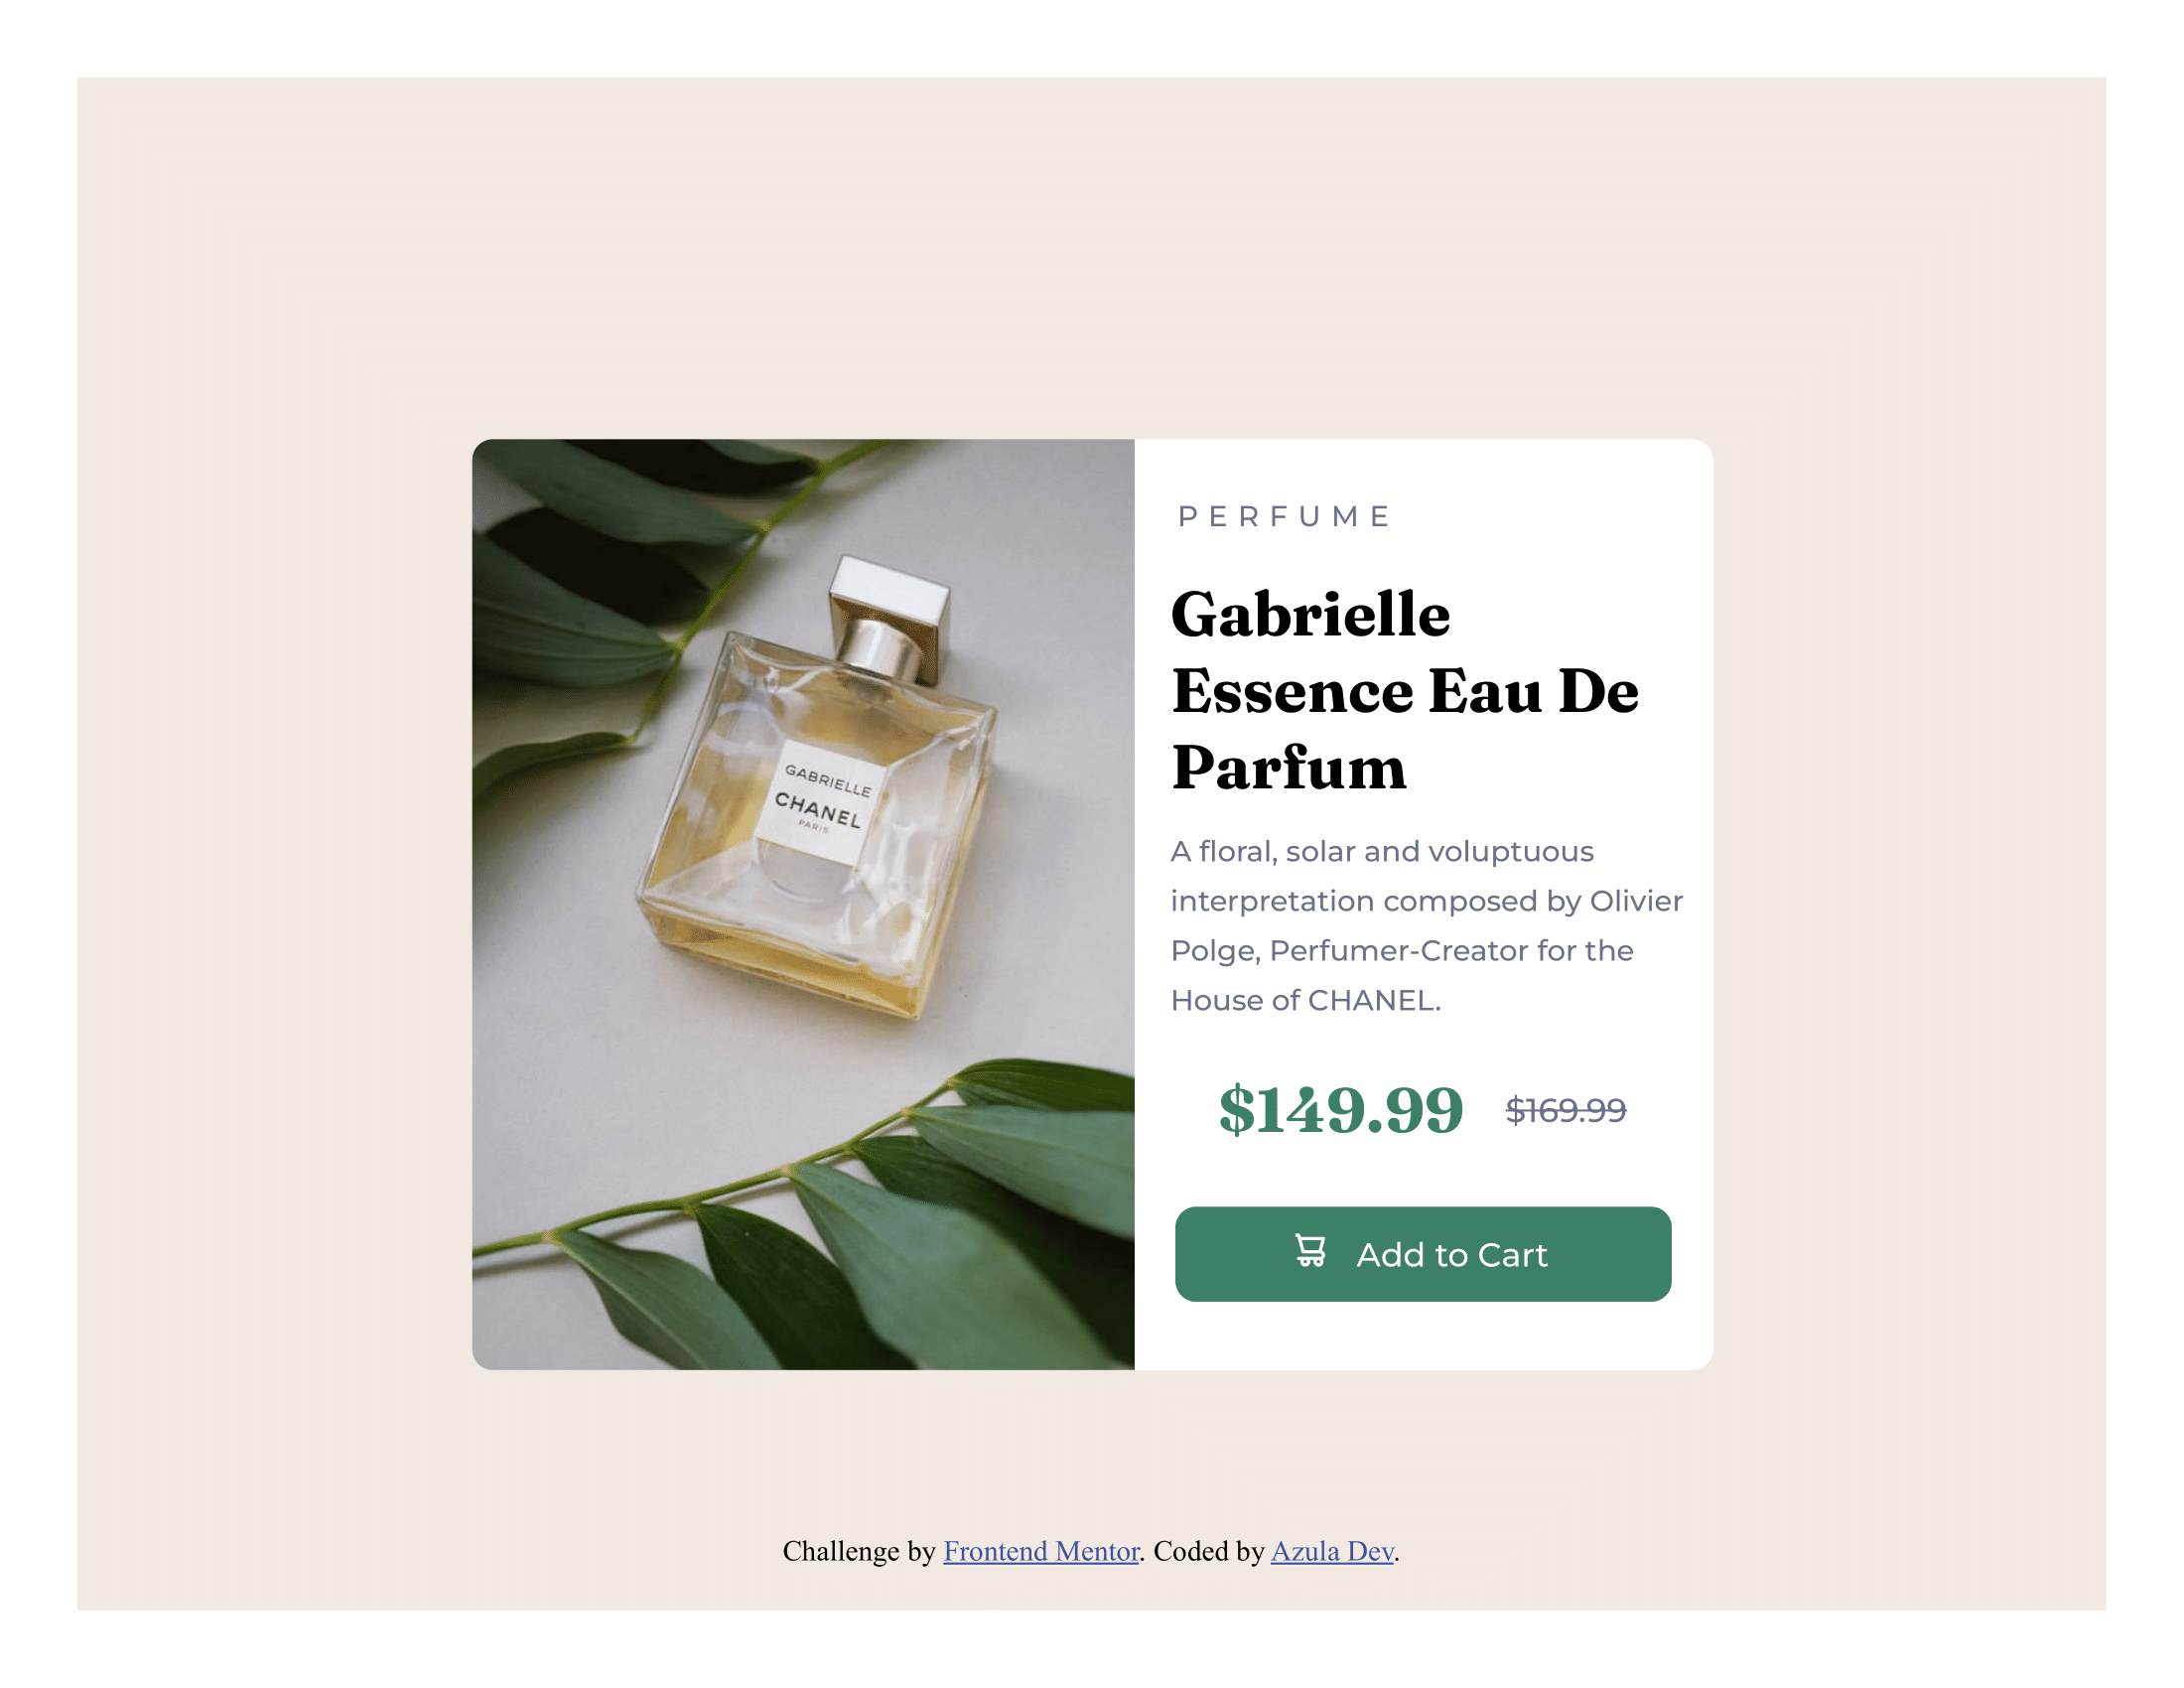 GABRIELLE
CHANEL
PARIS
PERFUME
Gabrielle
Essence Eau De
Parfum
A floral, solar and voluptuous
interpretation composed by Olivier
Polge, Perfumer-Creator for the
House of CHANEL.
$149.99 $169.99
Add to Cart
Challenge by Frontend Mentor. Coded by Azula Dev.